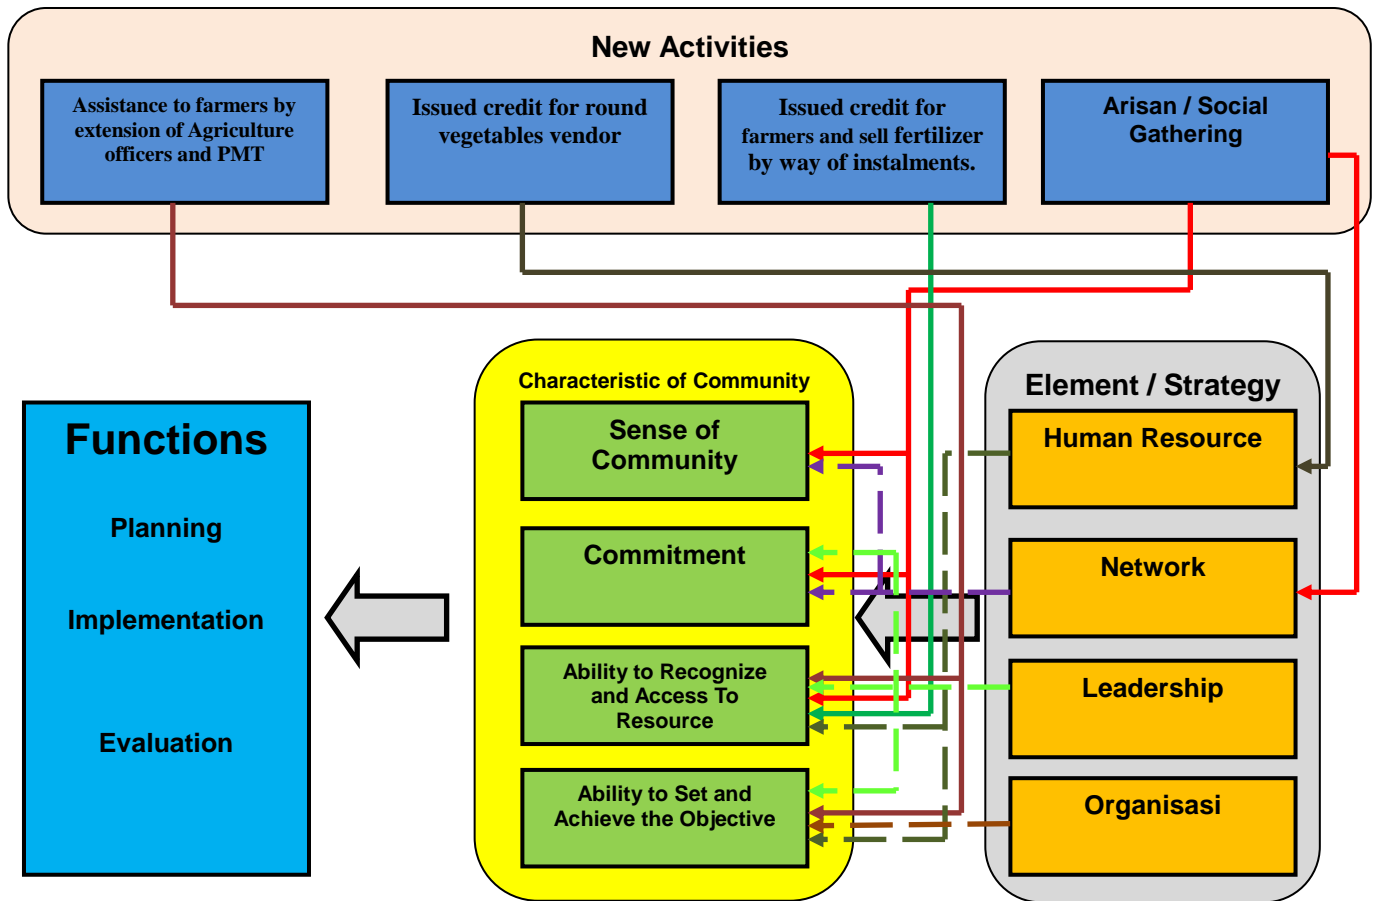 New Activities
Assistance to farmers by
extension of Agriculture
officers and PMT
Issued credit for round
vegetables vendor
Issued credit for
farmers and sell fertilizer
by way of instalments.
Arisan / Social
Gathering
Functions
Planning
Implementation
Evaluation
Characteristic of Community
Sense of
Community
Commitment
Ability to Recognize
and Access To
Resource
Ability to Set and
Achieve the Objective
Element / Strategy
Human Resource
Network
Leadership
Organisasi